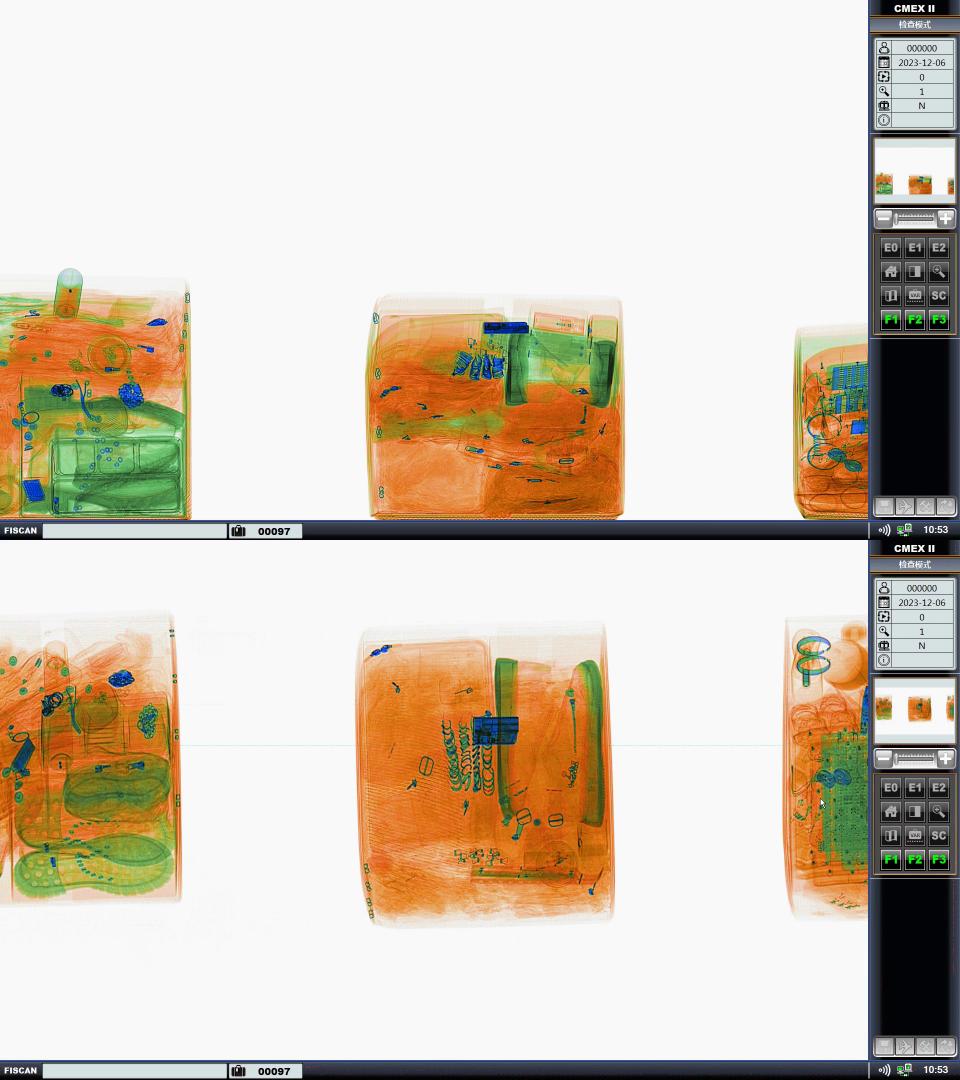 CMEX II
检查模式
000000
2023-12-06
0
1
N
E0 E1 E2
VAR SC
F1 F2 F3
FISCAN 00097 10:53
CMEX II
检查模式
000000
2023-12-06
0
1
N
E0 E1 E2
VAR SC
F1 F2 F3
FISCAN 00097 10:53